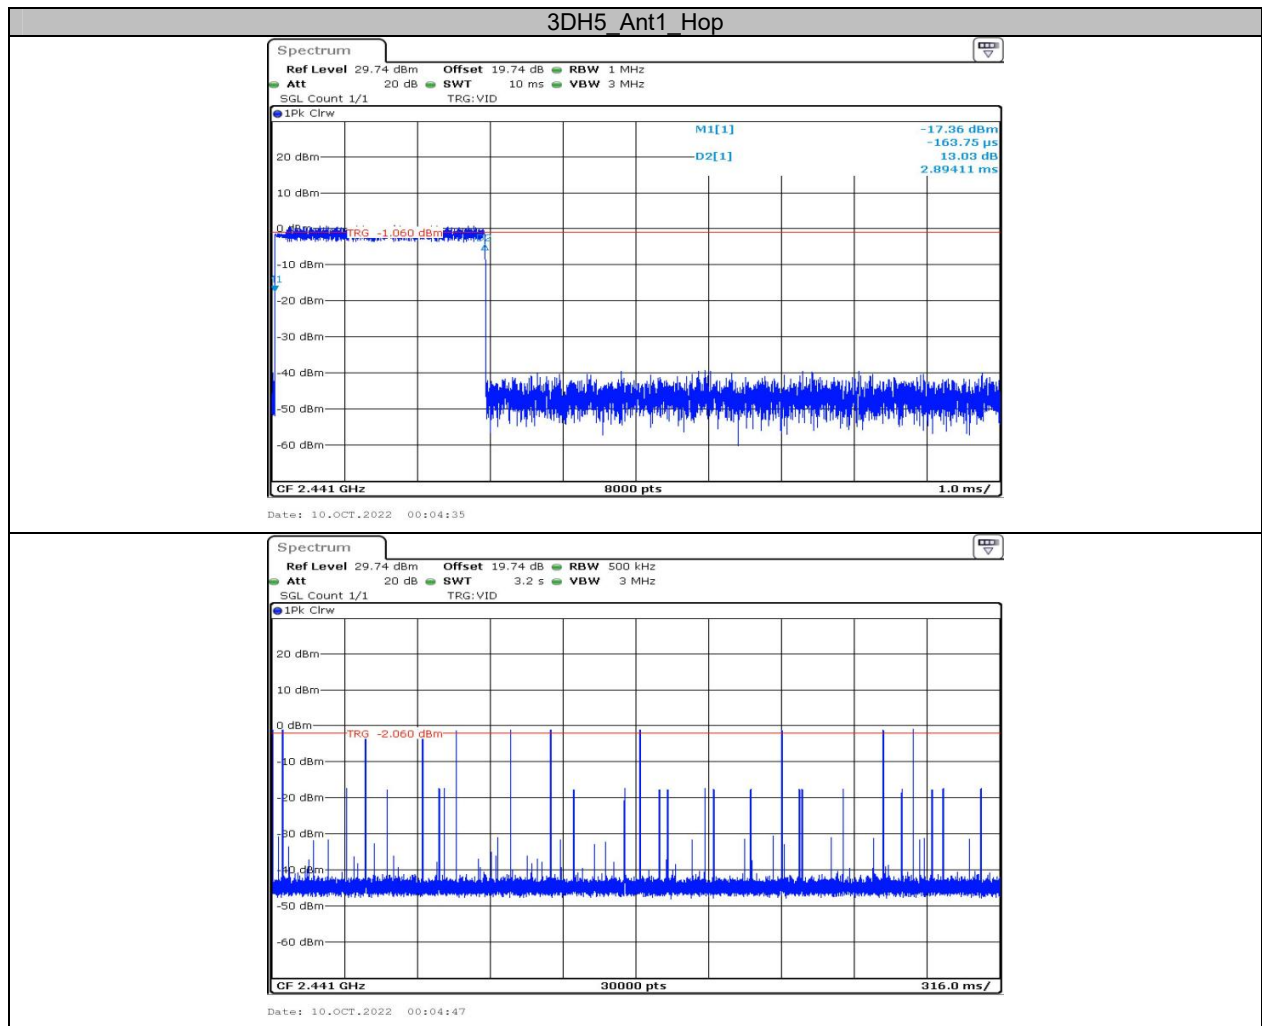 3DH5_Ant1_Hop
Spectrum
Ref Level 29.74 dBm Offset 19.74 dB RBW 1 MHz
Att 20 dB SWT 10 ms VBW 3 MHz
SGL Count 1/1 TRG:VID
1Pk Clrw
M1[1] -17.36 dBm
-163.75 µs
20 dBm D2[1] 13.03 dB
2.89411 ms
10 dBm
0 dBm
TRG -1.060 dBm
-10 dBm
-20 dBm
-30 dBm
-40 dBm
-50 dBm
-60 dBm
CF 2.441 GHz 8000 pts 1.0 ms/
Date: 10.OCT.2022 00:04:35
Spectrum
Ref Level 29.74 dBm Offset 19.74 dB RBW 500 kHz
Att 20 dB SWT 3.2 s VBW 3 MHz
SGL Count 1/1 TRG:VID
1Pk Clrw
20 dBm
10 dBm
0 dBm
TRG -2.060 dBm
-10 dBm
-20 dBm
-30 dBm
-40 dBm
-50 dBm
-60 dBm
CF 2.441 GHz 30000 pts 316.0 ms/
Date: 10.OCT.2022 00:04:47